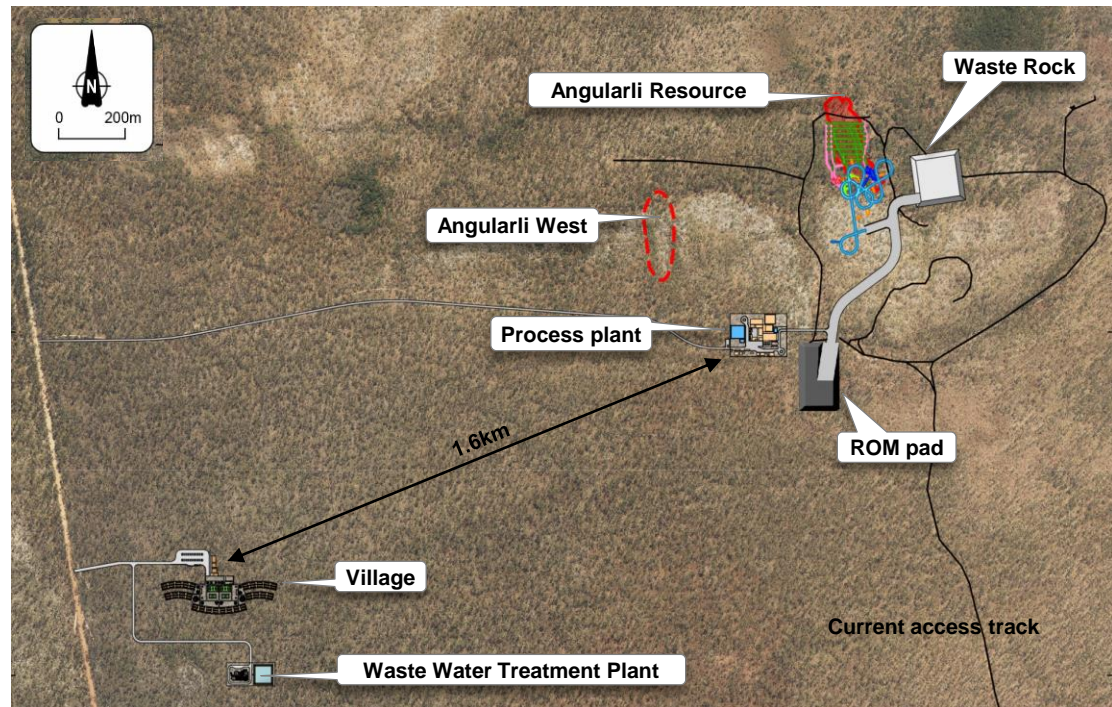 N
0 200m
Angularli Resource
Waste Rock
Angularli West
Process plant
ROM pad
1.6km
Village
Current access track
Waste Water Treatment Plant